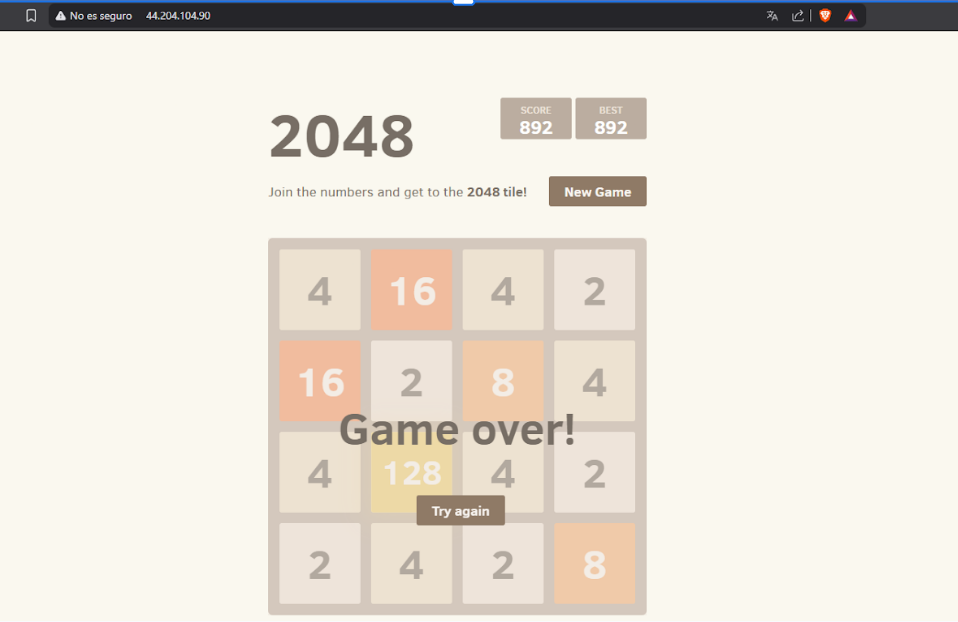 No es seguro 44.204.104.90
2048
SCORE
892
BEST
892
Join the numbers and get to the 2048 tile!
New Game
4 16 4 2
16 2 8 4
Game over!
4 128 4 2
Try again
2 4 2 8